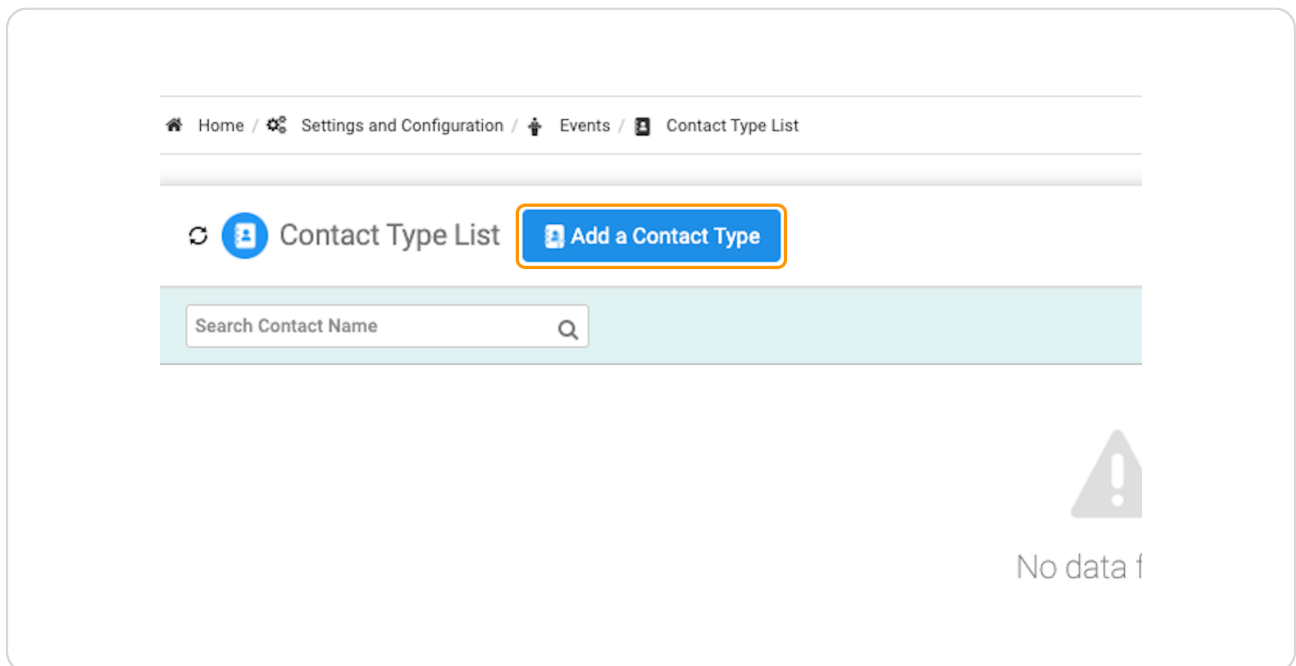 Home / Settings and Configuration / Events / Contact Type List
Contact Type List Add a Contact Type
Search Contact Name
No data